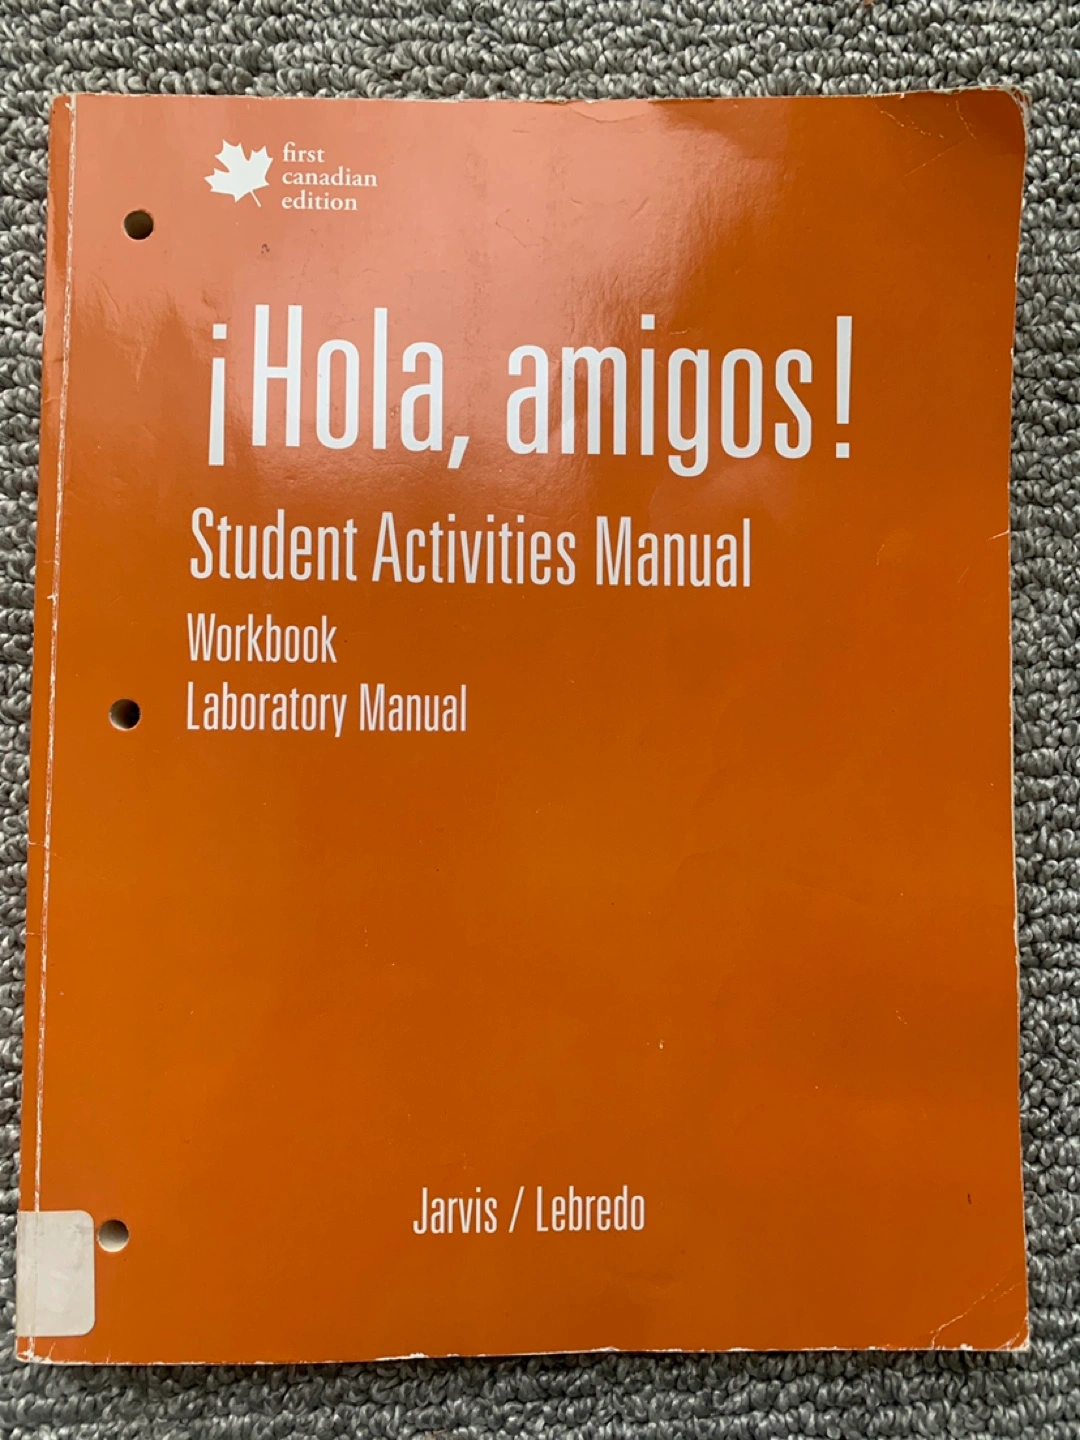 first
canadian
edition
¡Hola, amigos!
Student Activities Manual
Workbook
Laboratory Manual
Jarvis / Lebredo